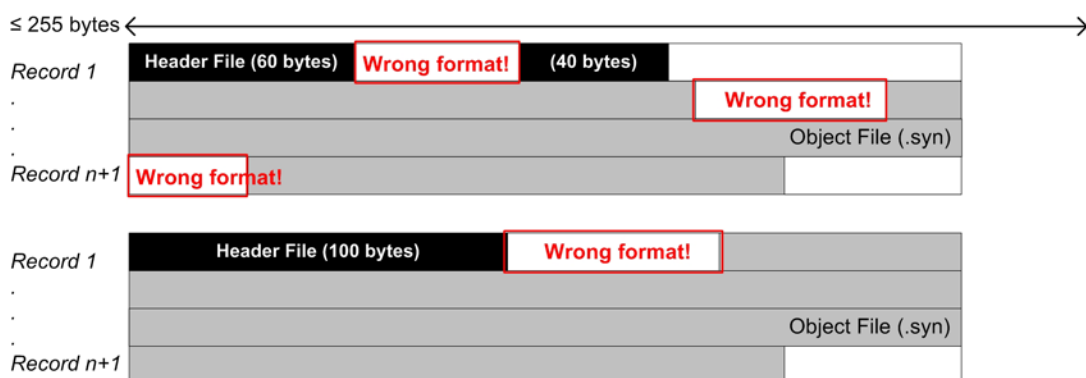 ≤ 255 bytes
Record 1 Header File (60 bytes) Wrong format! (40 bytes)
. Wrong format!
.
. Object File (.syn)
Record n+1 Wrong format!
Record 1 Header File (100 bytes) Wrong format!
.
.
. Object File (.syn)
Record n+1